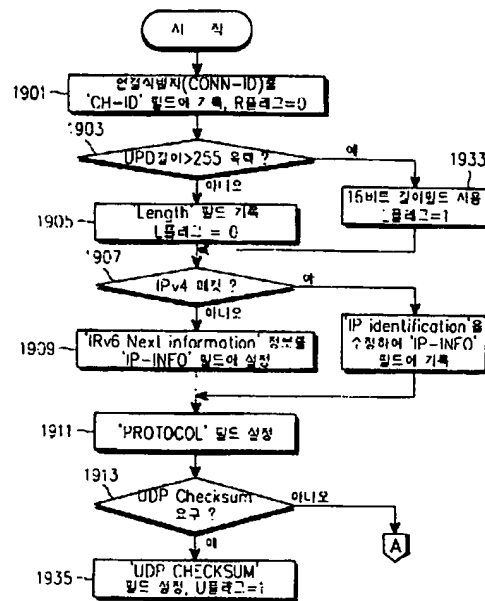 시 작
1901
연결식별자(CONN-ID)를
'CH-ID' 필드에 기록, R플래그=0
1903
UPD길이>255 옥텟 ?
예
아니오
1933
1905
'Length' 필드 기록
L플래그 = 0
16비트 길이필드 사용
L플래그=1
1907
IPv4 패킷 ?
예
아니오
1909
'IRv6 Next information' 정보를
'IP-INFO' 필드에 설정
'IP identification'을
수정하여 'IP-INFO'
필드에 기록
1911
'PROTOCOL' 필드 설정
1913
UDP Checksum
요구 ?
아니오
예
A
1935
'UDP CHECKSUM'
필드 설정, U플래그=1